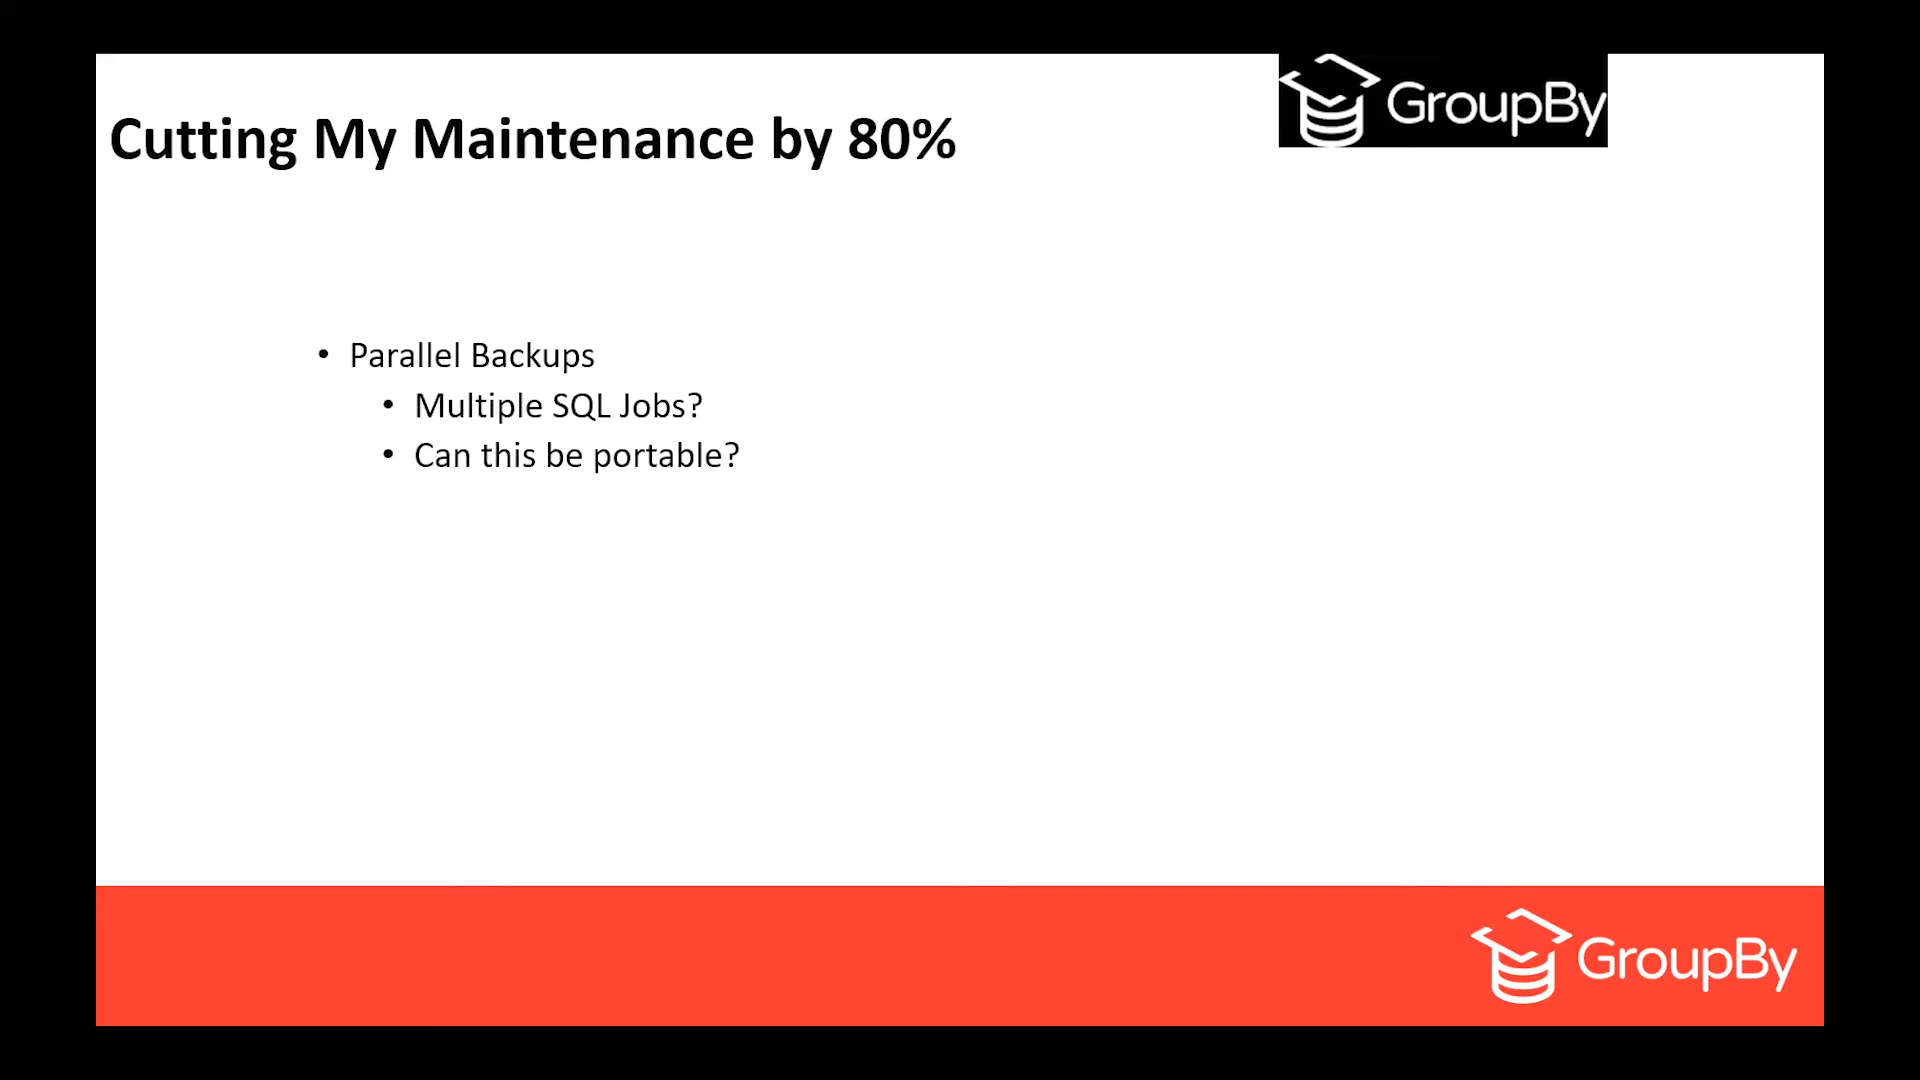 GroupBy
Cutting My Maintenance by 80%
• Parallel Backups
• Multiple SQL Jobs?
• Can this be portable?
GroupBy